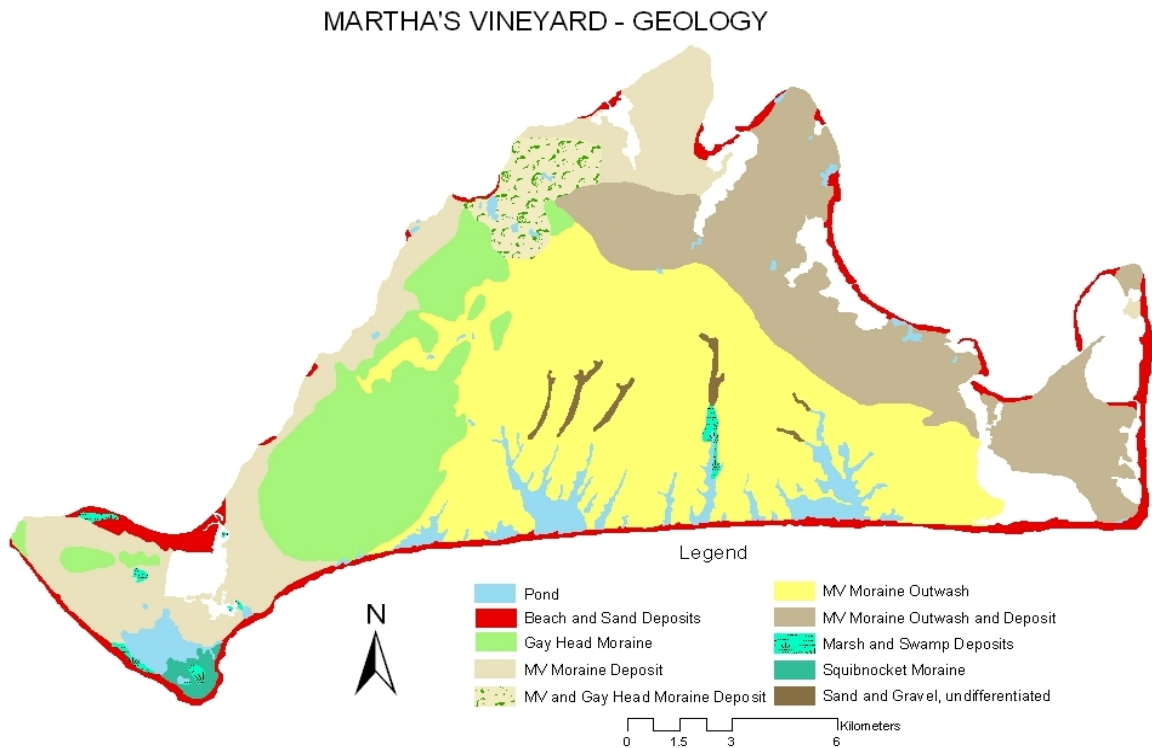 MARTHA'S VINEYARD - GEOLOGY
Legend
Pond
Beach and Sand Deposits
Gay Head Moraine
MV Moraine Deposit
MV and Gay Head Moraine Deposit
MV Moraine Outwash
MV Moraine Outwash and Deposit
Marsh and Swamp Deposits
Squibnocket Moraine
Sand and Gravel, undifferentiated
N
Kilometers
0 1.5 3 6